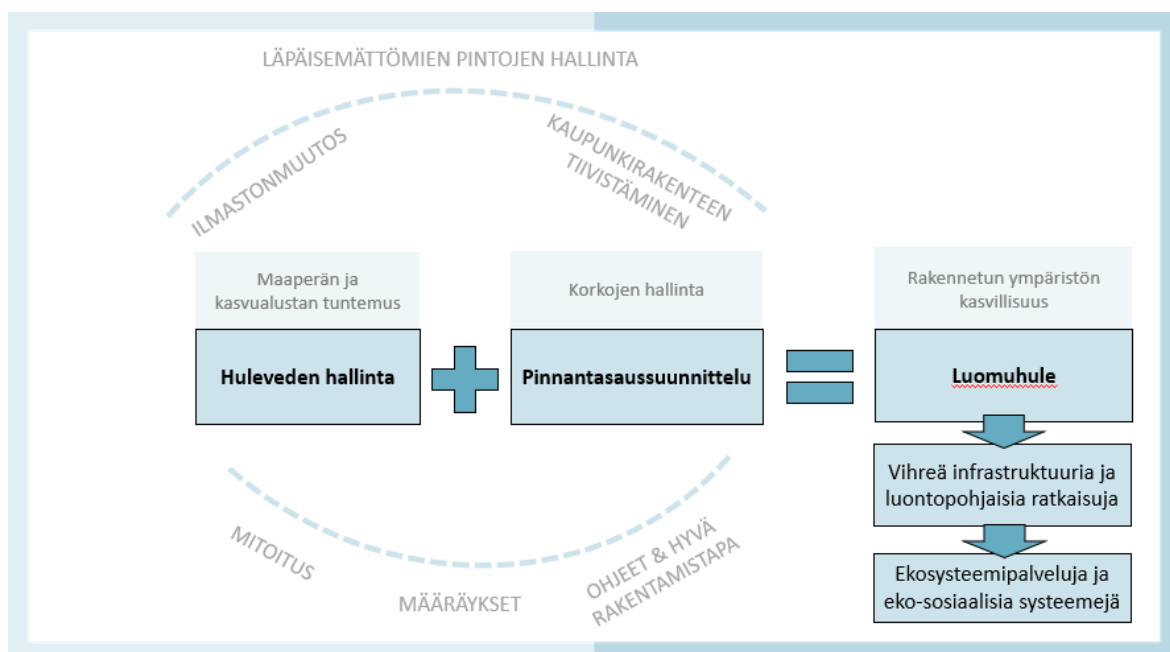 LÄPÄISEMÄTTÖMIEN PINTOJEN HALLINTA
ILMASTONMUUTOS
KAUPUNKIRAKENTEEN
TIIVISTÄMINEN
Maaperän ja
kasvualustan tuntemus
Huleveden hallinta
Korkojen hallinta
Pinnantasaussuunnittelu
Rakennetun ympäristön
kasvillisuus
Luomuhule
Vihreä infrastruktuuria ja
luontopohjaisia ratkaisuja
Ekosysteemipalveluja ja
eko-sosiaalisia systeemejä
MITOITUS
MÄÄRÄYKSET
OHJEET & HYVÄ
RAKENTAMISTAPA